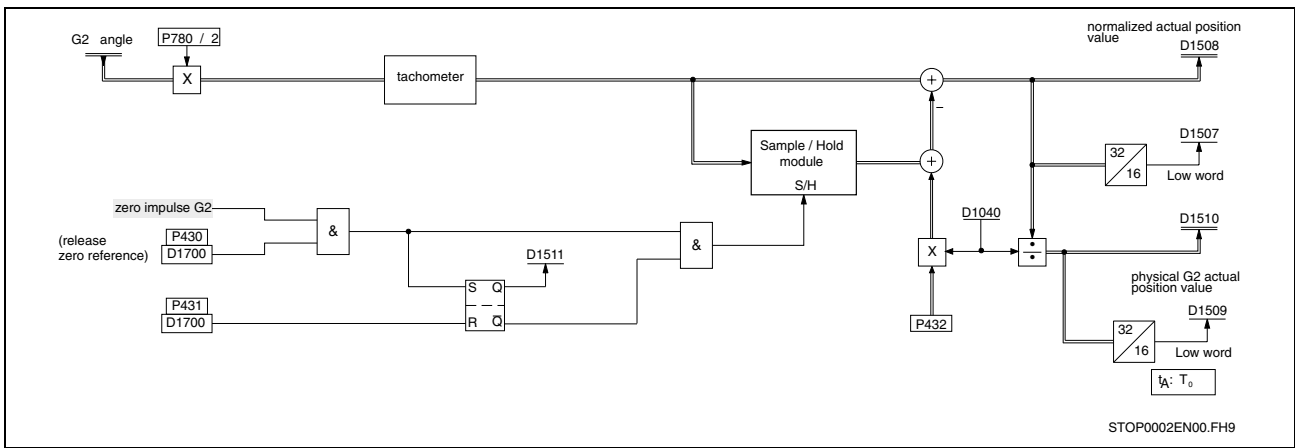 G2 angle
P780 / 2
X
tachometer
+
normalized actual position
value
D1508
–
Sample / Hold
module
S/H
+
32
16
D1507
Low word
zero impulse G2
(release
zero reference)
P430
D1700
&
&
D1040
X
÷
D1510
D1511
S Q
R Q̅
P431
D1700
P432
physical G2 actual
position value
D1509
32
16
Low word
tA: T0
STOP0002EN00.FH9